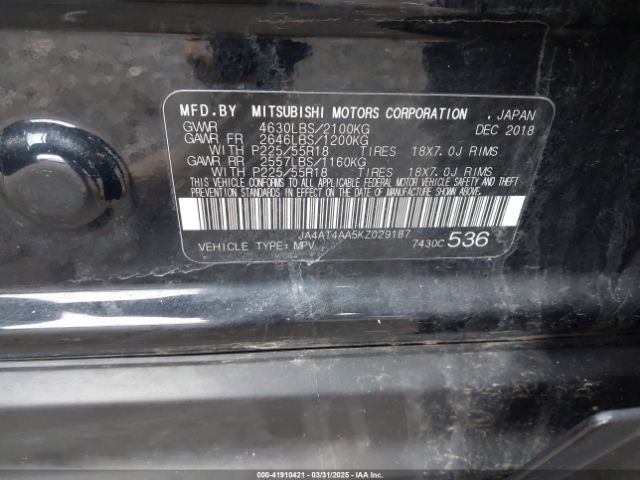 MFD.BY MITSUBISHI MOTORS CORPORATION , JAPAN
GVWR 4630LBS/2100KG DEC 2018
GAWR FR 2646LBS/1200KG
WITH P225/55R18 TIRES 18X7.0J RIMS
GAWR RR 2557LBS/1160KG
WITH P225/55R18 TIRES 18X7.0J RIMS
THIS VEHICLE CONFORMS TO ALL APPLICABLE FEDERAL MOTOR VEHICLE SAFETY AND THEFT
PREVENTION STANDARDS IN EFFECT ON THE DATE OF MANUFACTURE SHOWN ABOVE.
JA4AT4AA5KZ029187
VEHICLE TYPE: MPV 7430C 536
000-41910421 - 03/31/2025 - IAAI.COM